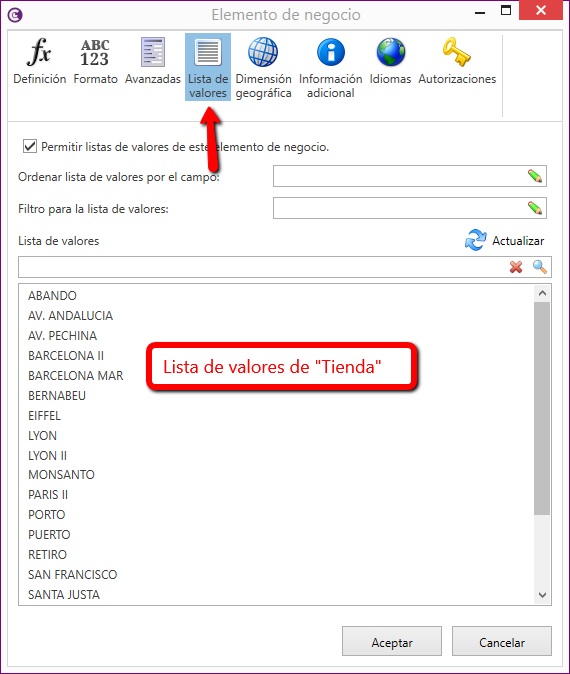 Elemento de negocio
fx
ABC
123
Definición
Formato
Avanzadas
Lista de
valores
Dimensión
geográfica
Información
adicional
Idiomas
Autorizaciones
Permitir listas de valores de este elemento de negocio.
Ordenar lista de valores por el campo:
Filtro para la lista de valores:
Lista de valores
Actualizar
ABANDO
AV. ANDALUCIA
AV. PECHINA
BARCELONA II
BARCELONA MAR
BERNABEU
EIFFEL
LYON
LYON II
MONSANTO
PARIS II
PORTO
PUERTO
RETIRO
SAN FRANCISCO
SANTA JUSTA
Lista de valores de "Tienda"
Aceptar
Cancelar